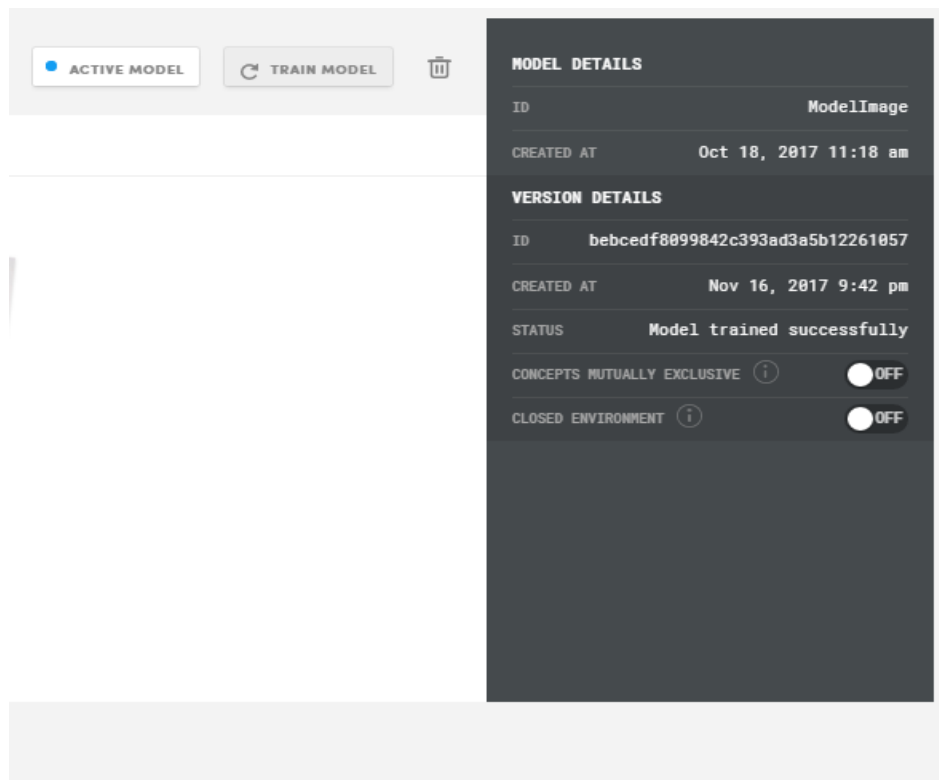 ACTIVE MODEL
TRAIN MODEL
MODEL DETAILS
ID ModelImage
CREATED AT Oct 18, 2017 11:18 am
VERSION DETAILS
ID bebcedf8099842c393ad3a5b12261057
CREATED AT Nov 16, 2017 9:42 pm
STATUS Model trained successfully
CONCEPTS MUTUALLY EXCLUSIVE i OFF
CLOSED ENVIRONMENT i OFF